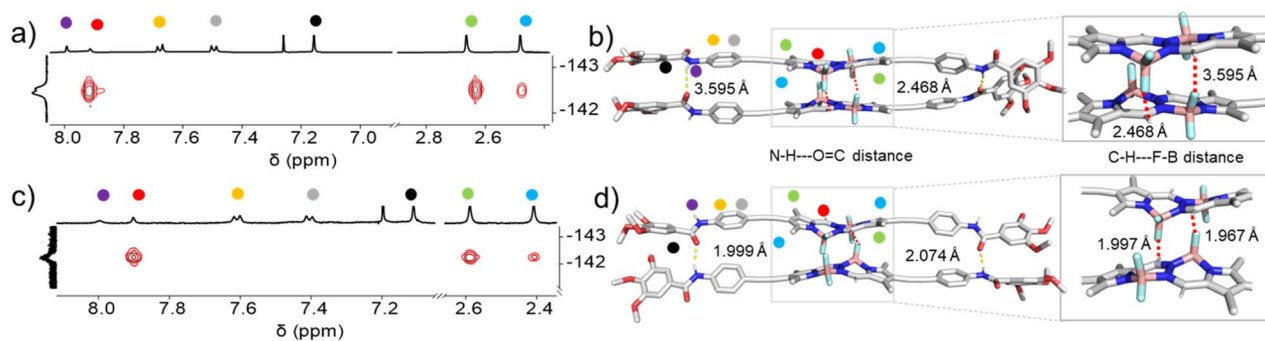 a)
-143
-142
8.0 7.8 7.6 7.4 7.2 7.0 2.8 2.6
δ (ppm)
b)
3.595 Å
2.468 Å
N-H---O=C distance
3.595 Å
2.468 Å
C-H---F-B distance
c)
-143
-142
8.0 7.8 7.6 7.4 7.2 2.6 2.4
δ (ppm)
d)
1.999 Å
2.074 Å
1.997 Å
1.967 Å